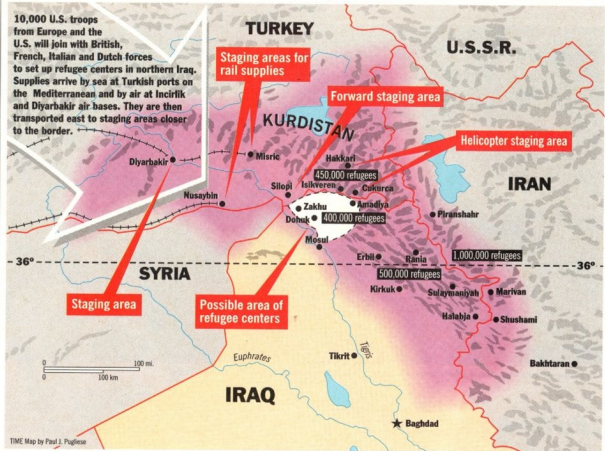 10,000 U.S. troops
from Europe and the
U.S. will join with British,
French, Italian and Dutch forces
to set up refugee centers in northern Iraq.
Supplies arrive by sea at Turkish ports on
the Mediterranean and by air at Incirlik
and Diyarbakir air bases. They are then
transported east to staging areas closer
to the border.
TURKEY
U.S.S.R.
Staging areas for
rail supplies
Forward staging area
KURDISTAN
Helicopter staging area
Diyarbakir
Misric
Hakkari
450,000 refugees
IRAN
Silopi
Isikveren
Cukurca
Nusaybin
Zakhu
Amadiya
Dohuk
400,000 refugees
Piranshahr
Mosul
Erbil
Rania
1,000,000 refugees
36°
36°
500,000 refugees
SYRIA
Kirkuk
Sulaymaniyah
Marivan
Staging area
Possible area of
refugee centers
Halabja
Shushami
Tikrit
Tigris
Euphrates
Bakhtaran
0
100 mi.
0
100 km
IRAQ
Baghdad
TIME Map by Paul J. Pugliese